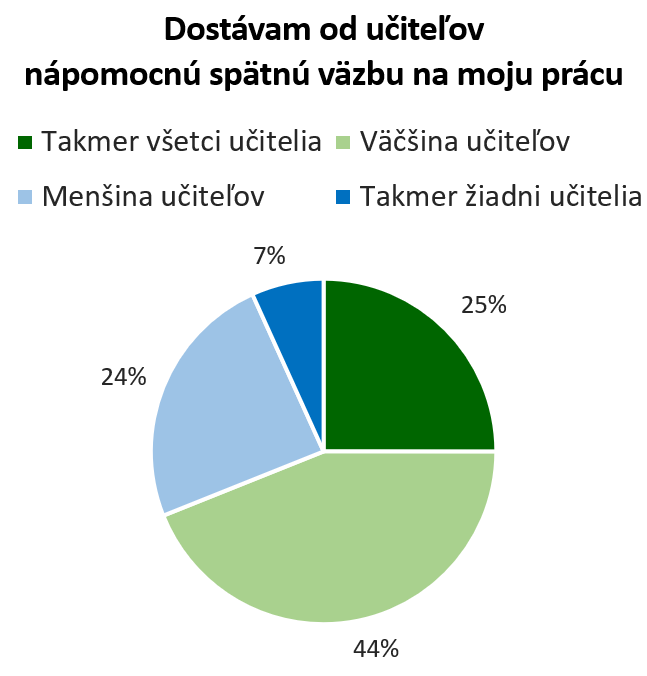 Dostávam od učiteľov
nápomocnú spätnú väzbu na moju prácu
Takmer všetci učitelia Väčšina učiteľov
Menšina učiteľov Takmer žiadni učitelia
7%
25%
24%
44%